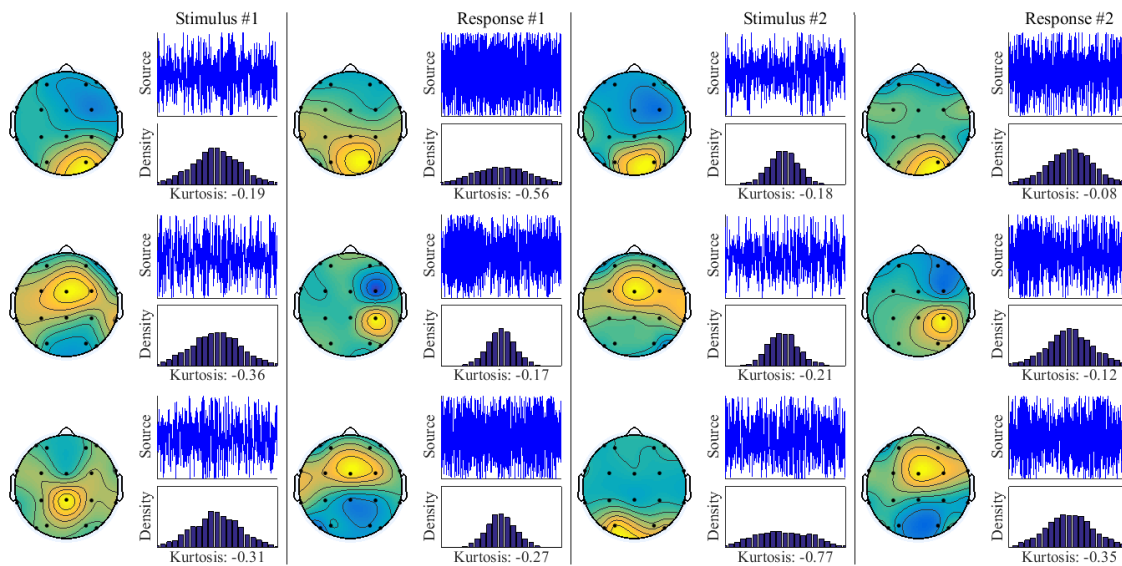 Stimulus #1
Response #1
Stimulus #2
Response #2
Source
Source
Source
Source
Density
Density
Density
Density
Kurtosis: -0.19
Kurtosis: -0.56
Kurtosis: -0.18
Kurtosis: -0.08
Source
Source
Source
Source
Density
Density
Density
Density
Kurtosis: -0.36
Kurtosis: -0.17
Kurtosis: -0.21
Kurtosis: -0.12
Source
Source
Source
Source
Density
Density
Density
Density
Kurtosis: -0.31
Kurtosis: -0.27
Kurtosis: -0.77
Kurtosis: -0.35